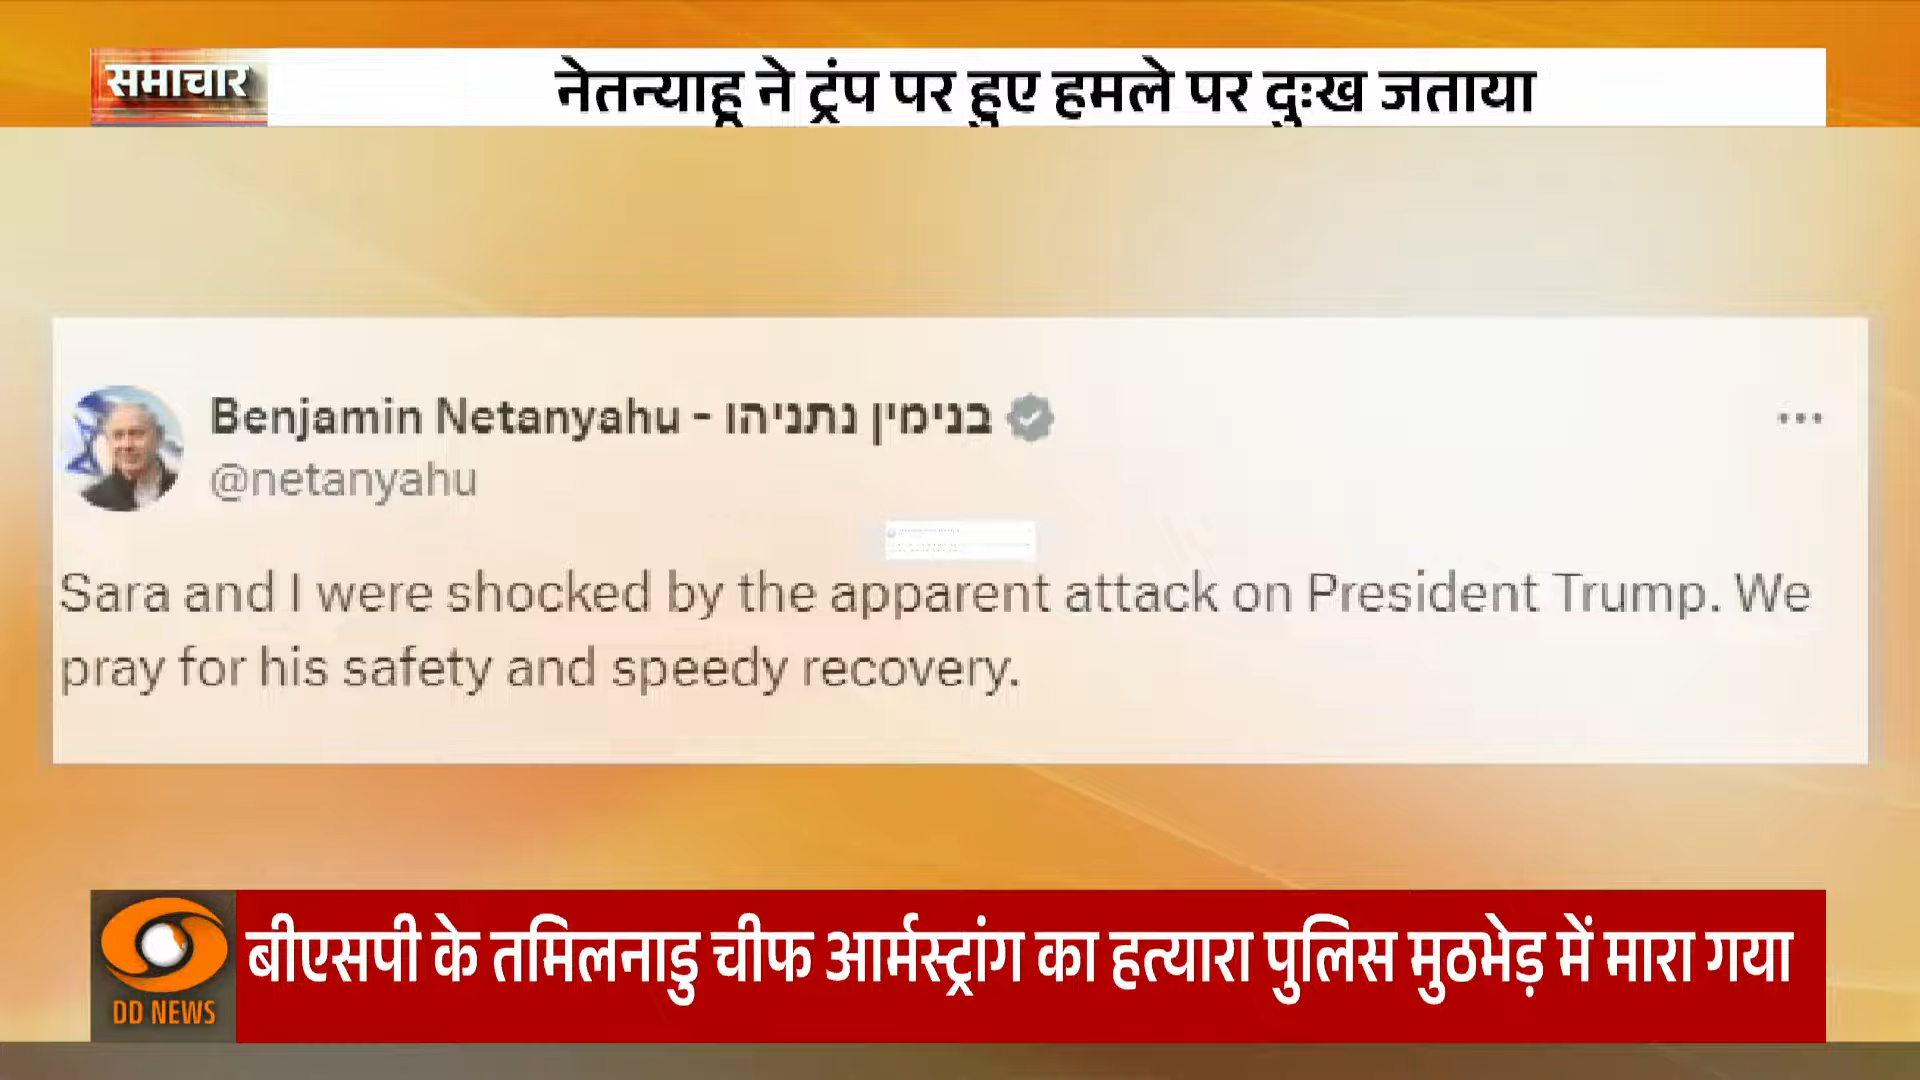 समाचार
नेतन्याहू ने ट्रंप पर हुए हमले पर दुःख जताया
Benjamin Netanyahu - בנימין נתניהו
@netanyahu
Sara and I were shocked by the apparent attack on President Trump. We
pray for his safety and speedy recovery.
बीएसपी के तमिलनाडु चीफ आर्मस्ट्रांग का हत्यारा पुलिस मुठभेड़ में मारा गया
DD NEWS